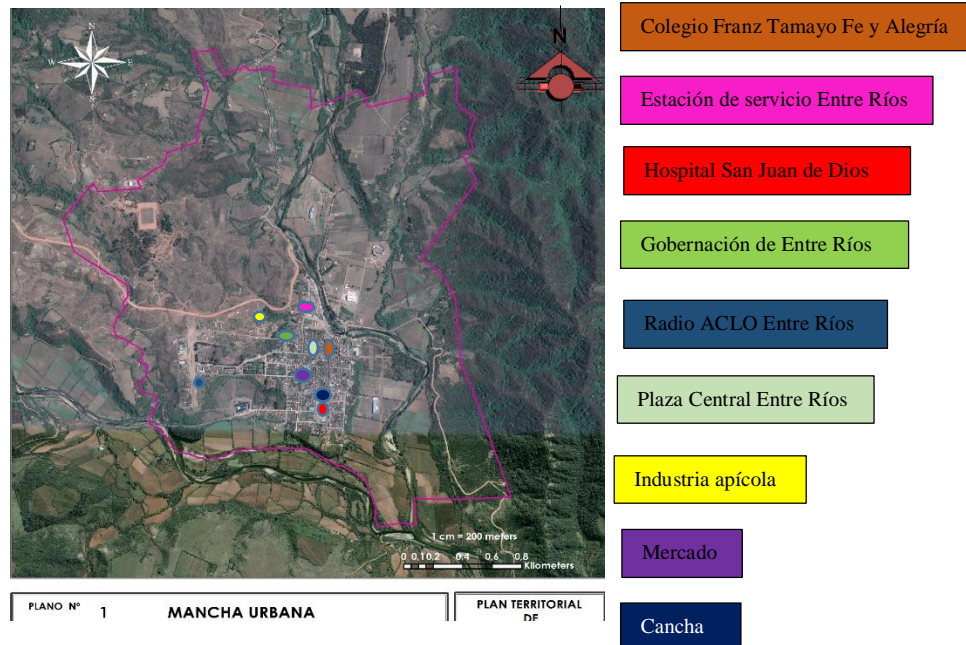 N
W E
S
N
1 cm = 200 meters
0 0.10.2 0.4 0.6 0.8
Kilometers
PLANO Nº 1 MANCHA URBANA
PLAN TERRITORIAL
DE
Colegio Franz Tamayo Fe y Alegría
Estación de servicio Entre Ríos
Hospital San Juan de Dios
Gobernación de Entre Ríos
Radio ACLO Entre Ríos
Plaza Central Entre Ríos
Industria apícola
Mercado
Cancha